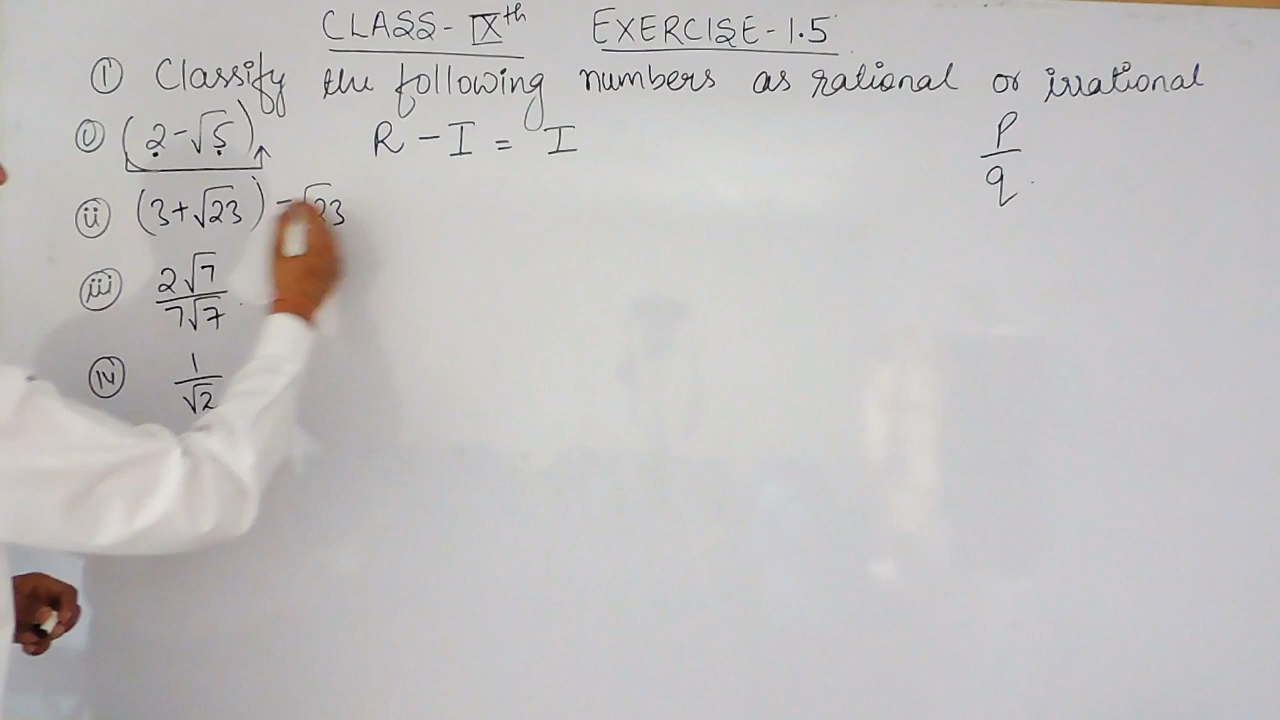 CLASS-IXth EXERCISE-1.5
① Classify the following numbers as rational or irrational
ⓘ (2-√5) R - I = I P/q
ⓘⓘ (3+√23) -√23
ⓘⓘⓘ 2√7/7√7
ⓘⓥ 1/√2